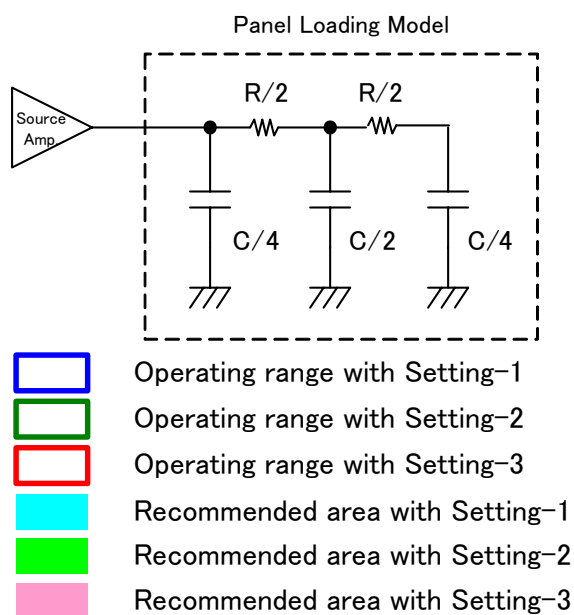 Panel Loading Model
R/2
R/2
Source
Amp.
C/4
C/2
C/4
Operating range with Setting-1
Operating range with Setting-2
Operating range with Setting-3
Recommended area with Setting-1
Recommended area with Setting-2
Recommended area with Setting-3